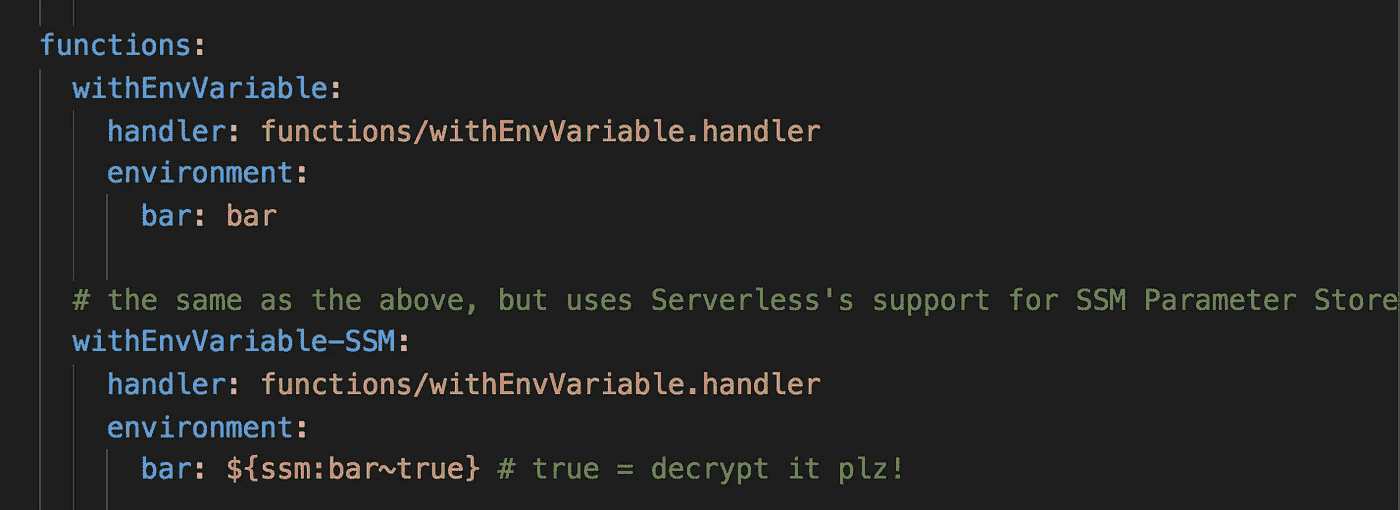 functions:
withEnvVariable:
handler: functions/withEnvVariable.handler
environment:
bar: bar
# the same as the above, but uses Serverless's support for SSM Parameter Store
withEnvVariable-SSM:
handler: functions/withEnvVariable.handler
environment:
bar: ${ssm:bar~true} # true = decrypt it plz!